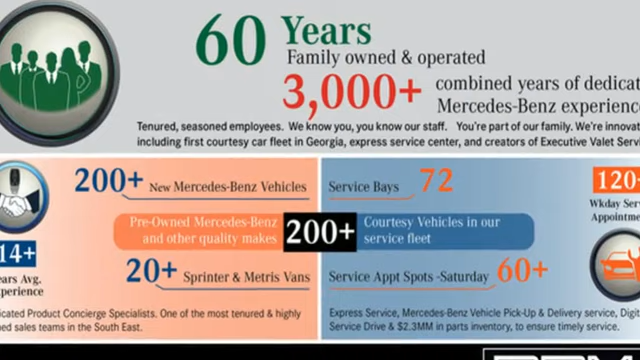 60 Years
Family owned & operated
3,000+ combined years of dedicat
Mercedes-Benz experienc
Tenured, seasoned employees. We know you, you know our staff. You're part of our family. We're innovat
including first courtesy car fleet in Georgia, express service center, and creators of Executive Valet Servi
200+ New Mercedes-Benz Vehicles
Service Bays 72
120+
Wkday Serv
Appointme
Pre-Owned Mercedes-Benz
and other quality makes
200+
Courtesy Vehicles in our
service fleet
14+
ears Avg.
xperience
20+ Sprinter & Metris Vans
Service Appt Spots -Saturday 60+
icated Product Concierge Specialists. One of the most tenured & highly
ned sales teams in the South East.
Express Service, Mercedes-Benz Vehicle Pick-Up & Delivery service, Digit
Service Drive & $2.3MM in parts inventory, to ensure timely service.